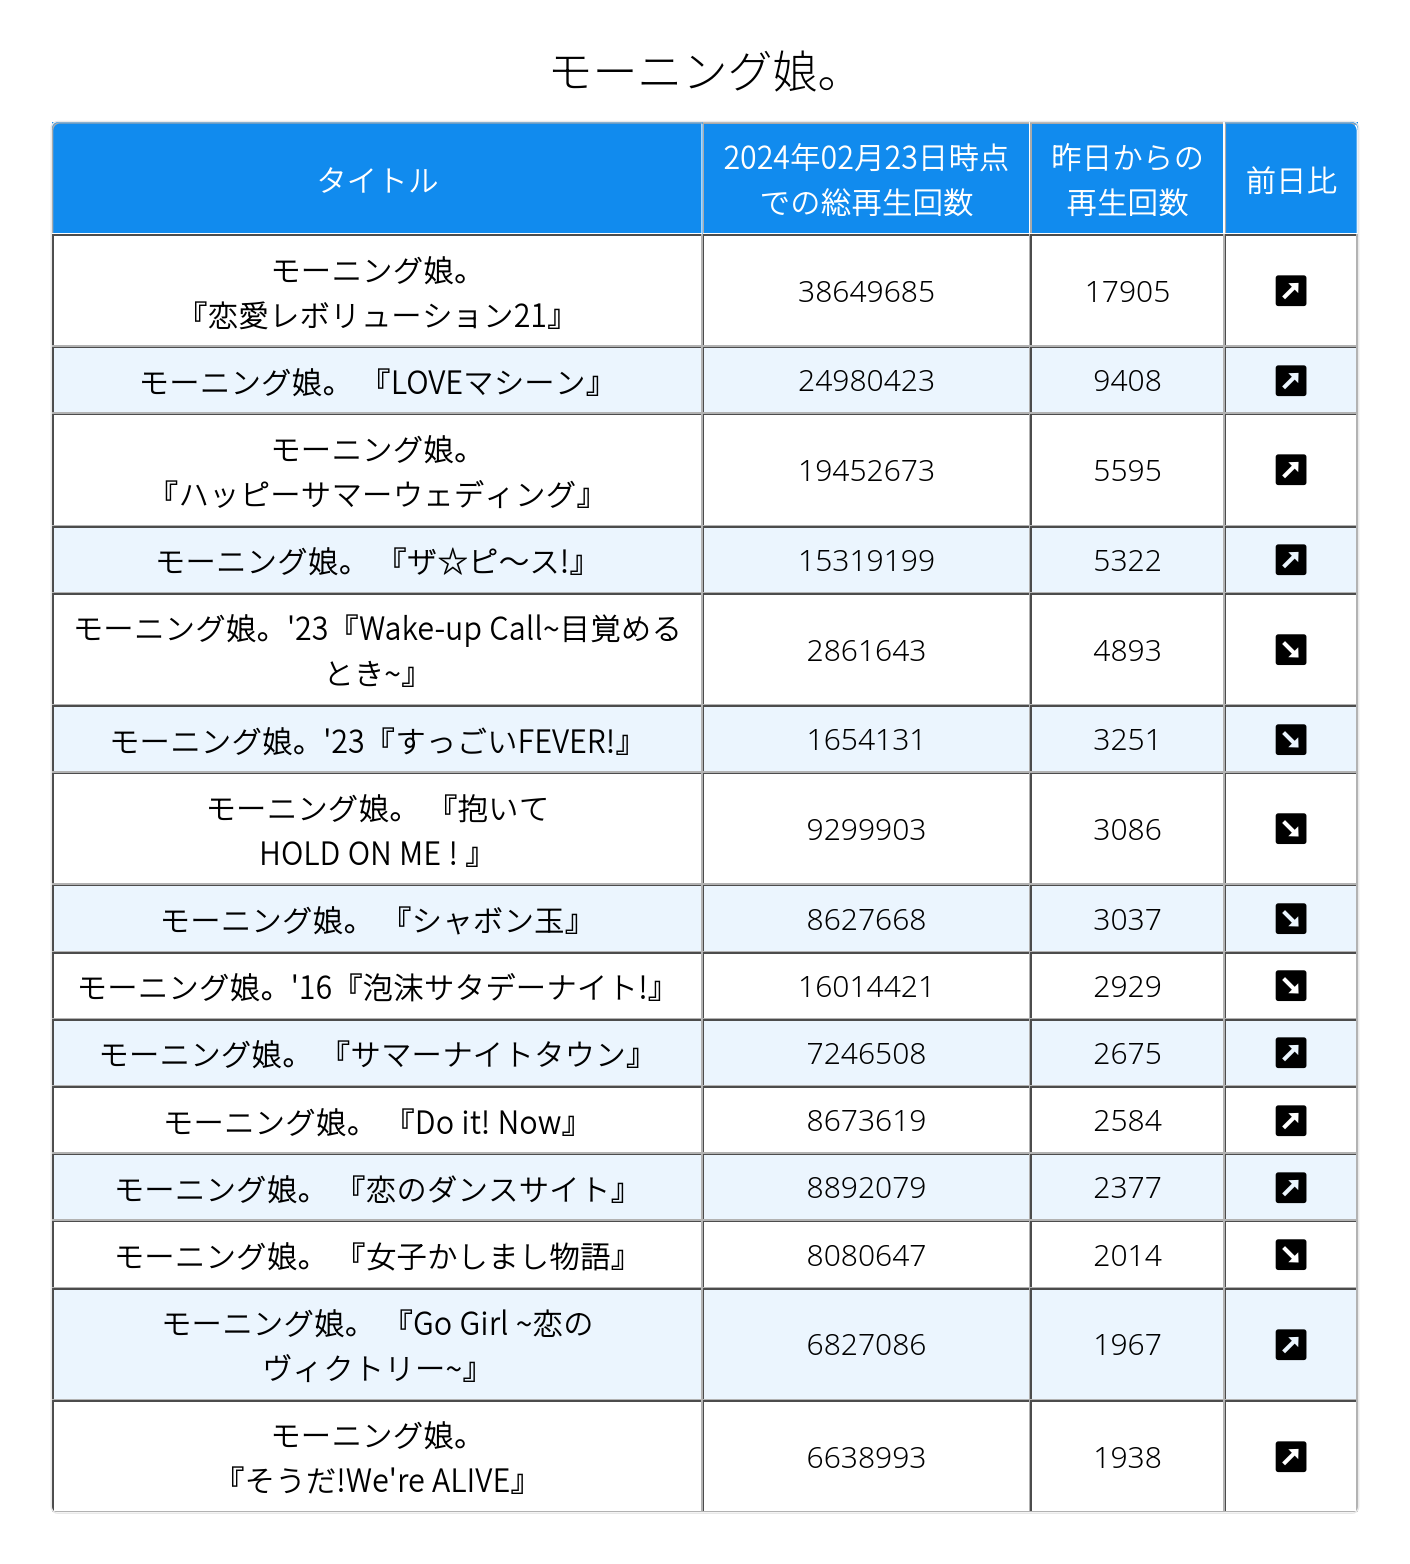 モーニング娘。
タイトル
2024年02月23日時点
での総再生回数
昨日からの
再生回数
前日比
モーニング娘。
『恋愛レボリューション21』
38649685
17905
モーニング娘。 『LOVEマシーン』
24980423
9408
モーニング娘。
『ハッピーサマーウェディング』
19452673
5595
モーニング娘。 『ザ☆ピ〜ス!』
15319199
5322
モーニング娘。'23『Wake-up Call~目覚める
とき~』
2861643
4893
モーニング娘。'23『すっごいFEVER!』
1654131
3251
モーニング娘。 『抱いて
HOLD ON ME ! 』
9299903
3086
モーニング娘。 『シャボン玉』
8627668
3037
モーニング娘。'16『泡沫サタデーナイト!』
16014421
2929
モーニング娘。 『サマーナイトタウン』
7246508
2675
モーニング娘。 『Do it! Now』
8673619
2584
モーニング娘。 『恋のダンスサイト』
8892079
2377
モーニング娘。 『女子かしまし物語』
8080647
2014
モーニング娘。 『Go Girl ~恋の
ヴィクトリー~』
6827086
1967
モーニング娘。
『そうだ!We're ALIVE』
6638993
1938